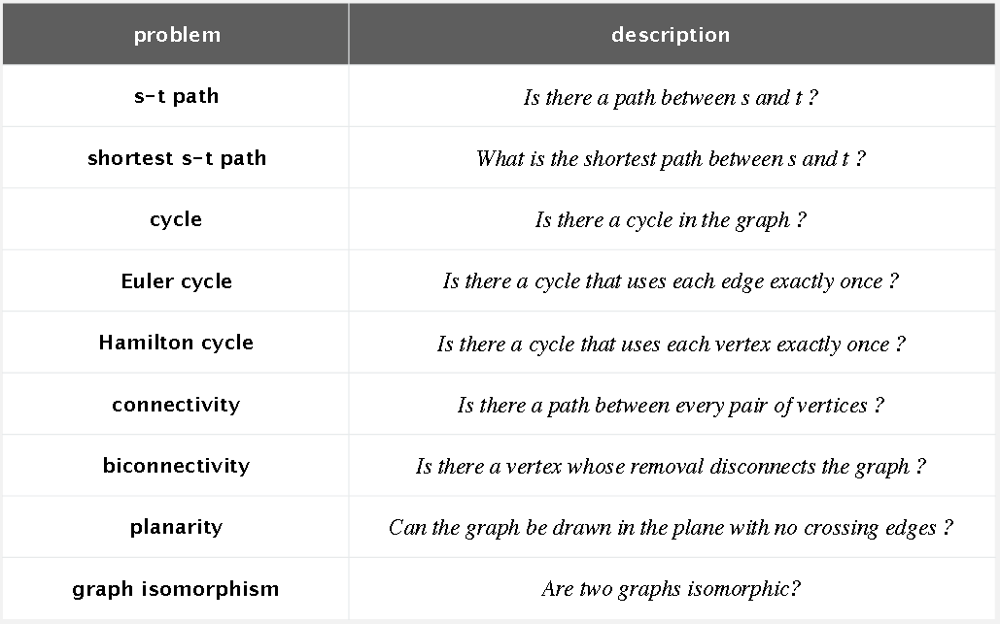 problem description
s-t path Is there a path between s and t ?
shortest s-t path What is the shortest path between s and t ?
cycle Is there a cycle in the graph ?
Euler cycle Is there a cycle that uses each edge exactly once ?
Hamilton cycle Is there a cycle that uses each vertex exactly once ?
connectivity Is there a path between every pair of vertices ?
biconnectivity Is there a vertex whose removal disconnects the graph ?
planarity Can the graph be drawn in the plane with no crossing edges ?
graph isomorphism Are two graphs isomorphic?